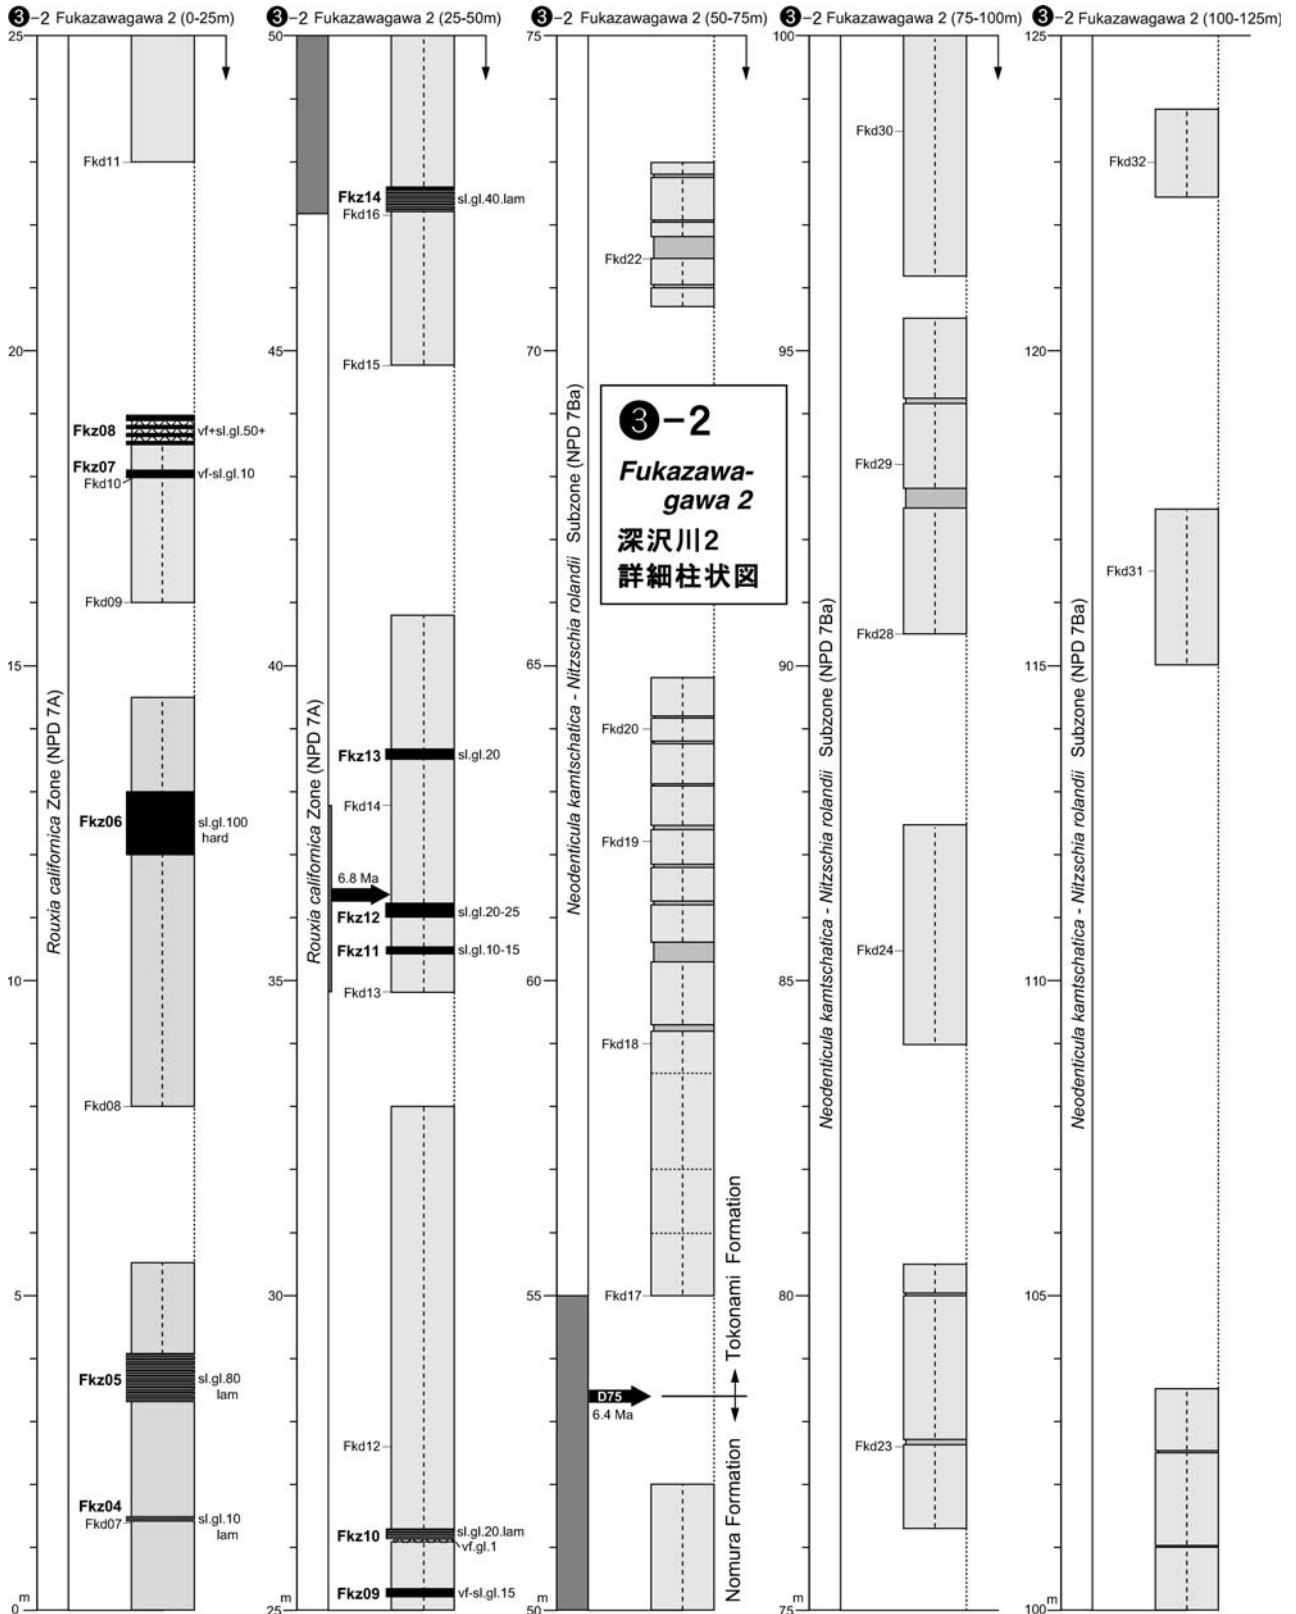 ❸-2 Fukazawagawa 2 (0-25m)
25
Fkd11
20
Fkz08
vf+sl.gl.50+
Fkz07
vf-sl.gl.10
Fkd10
Fkd09
15
Rouxia californica Zone (NPD 7A)
Fkz06
sl.gl.100
hard
10
Fkd08
5
Fkz05
sl.gl.80
lam
Fkz04
sl.gl.10
Fkd07
lam
m
0
❸-2 Fukazawagawa 2 (25-50m)
50
Fkz14
sl.gl.40.lam
Fkd16
45
Fkd15
40
Rouxia californica Zone (NPD 7A)
Fkz13
sl.gl.20
Fkd14
6.8 Ma
Fkz12
sl.gl.20-25
Fkz11
sl.gl.10-15
35
Fkd13
30
Fkd12
Fkz10
sl.gl.20.lam
vf.gl.1
Fkz09
vf-sl.gl.15
m
25
❸-2 Fukazawagawa 2 (50-75m)
75
Fkd22
70
❸-2
Fukazawa-
gawa 2
深沢川2
詳細柱状図
Neodenticula kamtschatica - Nitzschia rolandii Subzone (NPD 7Ba)
65
Fkd20
Fkd19
60
Fkd18
55
Fkd17
Tokonami Formation
D75
6.4 Ma
Nomura Formation
m
50
❸-2 Fukazawagawa 2 (75-100m)
100
Fkd30
95
Fkd29
Fkd28
90
Neodenticula kamtschatica - Nitzschia rolandii Subzone (NPD 7Ba)
Fkd24
85
80
Fkd23
m
75
❸-2 Fukazawagawa 2 (100-125m)
125
Fkd32
120
Fkd31
115
Neodenticula kamtschatica - Nitzschia rolandii Subzone (NPD 7Ba)
110
105
m
100